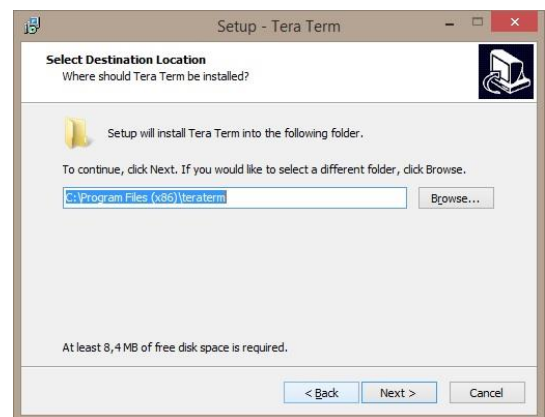 Setup - Tera Term
Select Destination Location
Where should Tera Term be installed?
Setup will install Tera Term into the following folder.
To continue, click Next. If you would like to select a different folder, click Browse.
C:\Program Files (x86)\teraterm
Browse...
At least 8,4 MB of free disk space is required.
< Back
Next >
Cancel